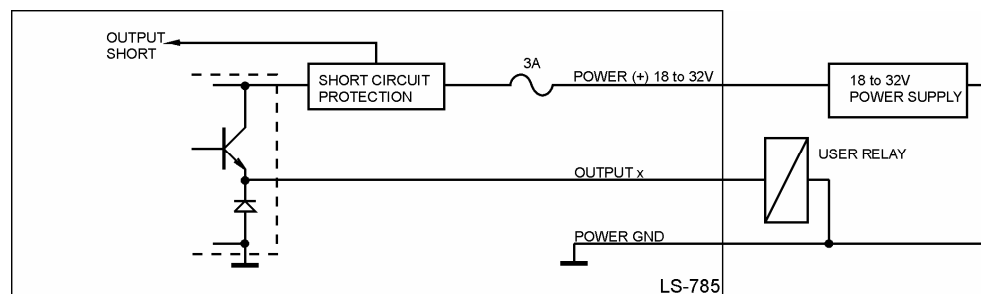 OUTPUT
SHORT
SHORT CIRCUIT
PROTECTION
3A
POWER (+) 18 to 32V
18 to 32V
POWER SUPPLY
USER RELAY
OUTPUT x
POWER GND
LS-785